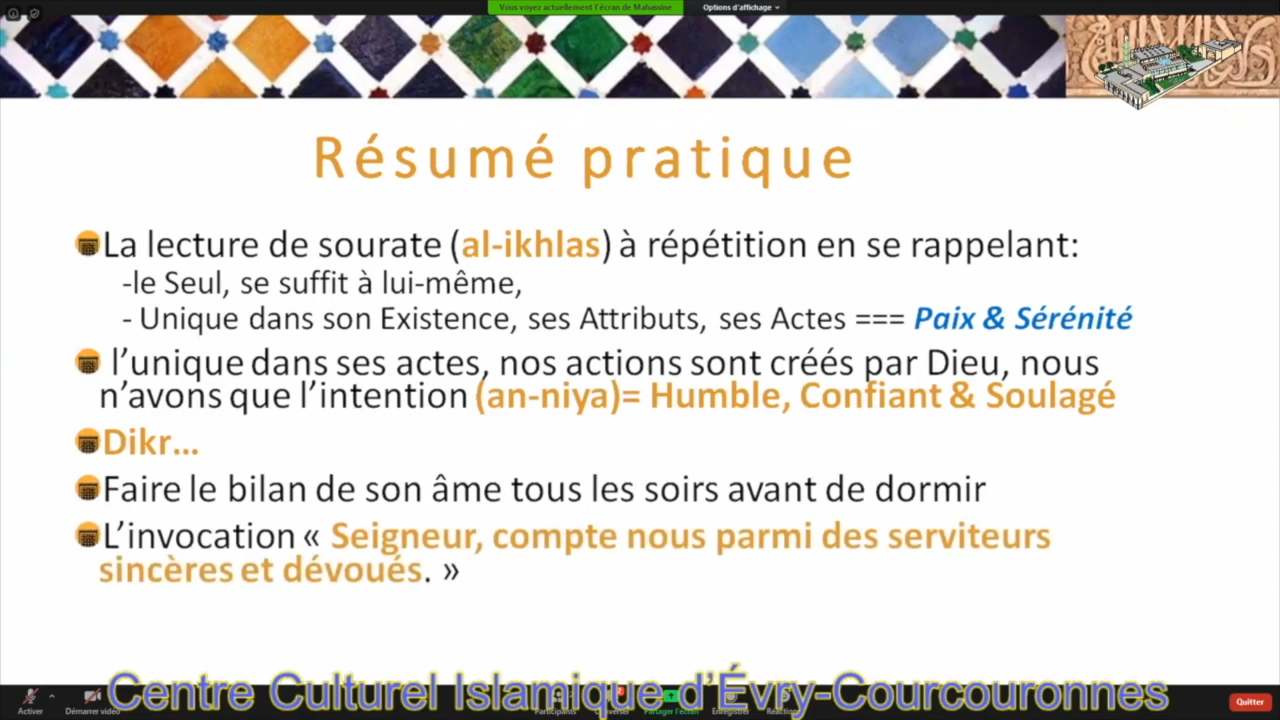 Vous voyez actuellement l'écran de Mahassine
Options d'affichage
Résumé pratique
La lecture de sourate (al-ikhlas) à répétition en se rappelant:
-le Seul, se suffit à lui-même,
- Unique dans son Existence, ses Attributs, ses Actes === Paix & Sérénité
l'unique dans ses actes, nos actions sont créés par Dieu, nous
n'avons que l'intention (an-niya)= Humble, Confiant & Soulagé
Dikr...
Faire le bilan de son âme tous les soirs avant de dormir
L'invocation « Seigneur, compte nous parmi des serviteurs
sincères et dévoués. »
Centre Culturel Islamique d'Évry-Courcouronnes
Activer
Démarrer vidéo
Participants
Converser
Partager l'écran
Enregistrer
Réactions
Quitter